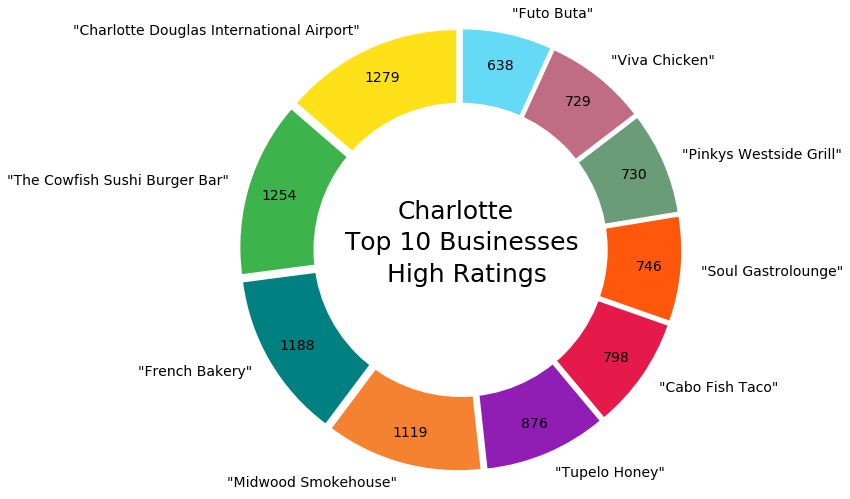 "Futo Buta"
"Charlotte Douglas International Airport"
"Viva Chicken"
638
1279
729
"Pinkys Westside Grill"
730
"The Cowfish Sushi Burger Bar"
1254
Charlotte
Top 10 Businesses
High Ratings
746
"Soul Gastrolounge"
1188
798
"French Bakery"
"Cabo Fish Taco"
876
1119
"Tupelo Honey"
"Midwood Smokehouse"